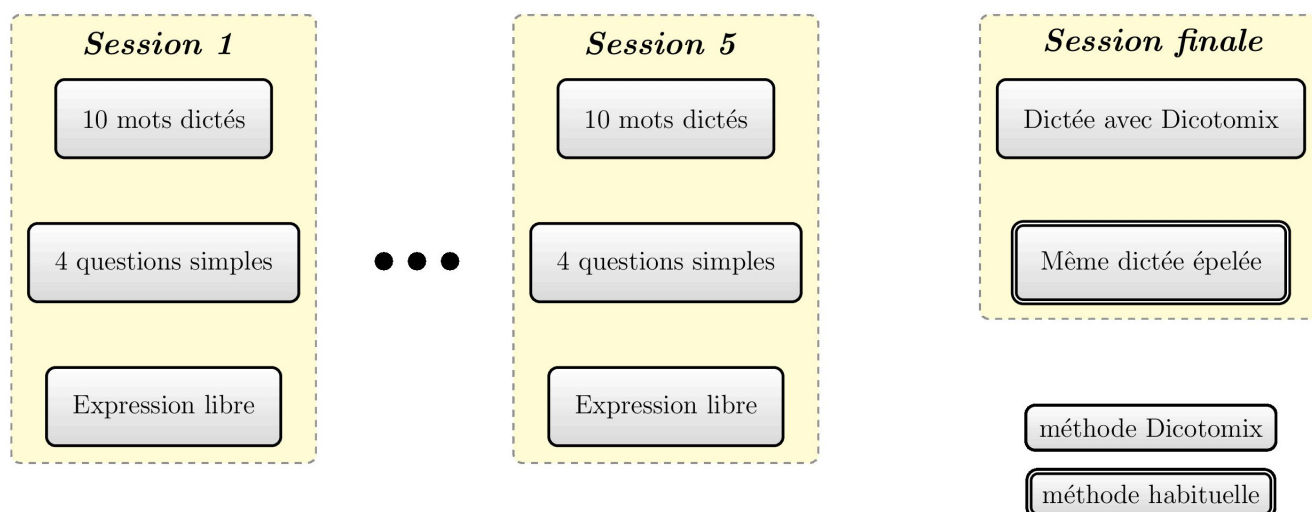 Session 1
10 mots dictés
4 questions simples
Expression libre
Session 5
10 mots dictés
4 questions simples
Expression libre
Session finale
Dictée avec Dicotomix
Même dictée épelée
méthode Dicotomix
méthode habituelle